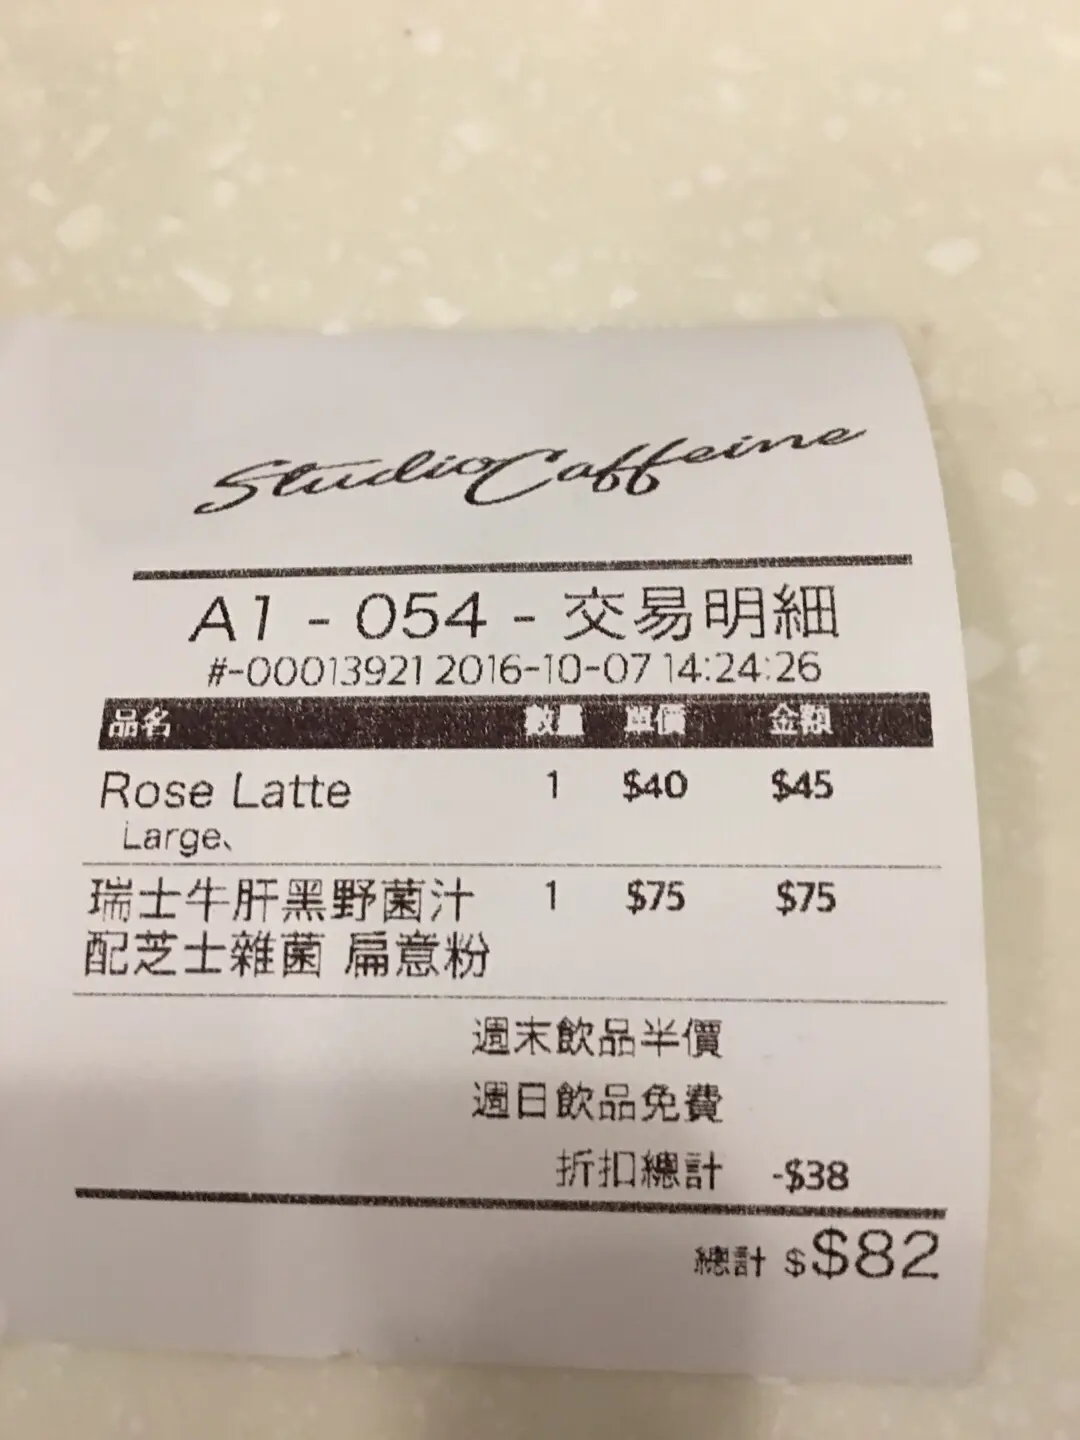 Studio Caffeine
A1 - 054 - 交易明細
#-00013921 2016-10-07 14:24:26
品名 數量 單價 金額
Rose Latte 1 $40 $45
Large、
瑞士牛肝黑野菌汁 1 $75 $75
配芝士雜菌 扁意粉
週末飲品半價
週日飲品免費
折扣總計 -$38
總計 $$82